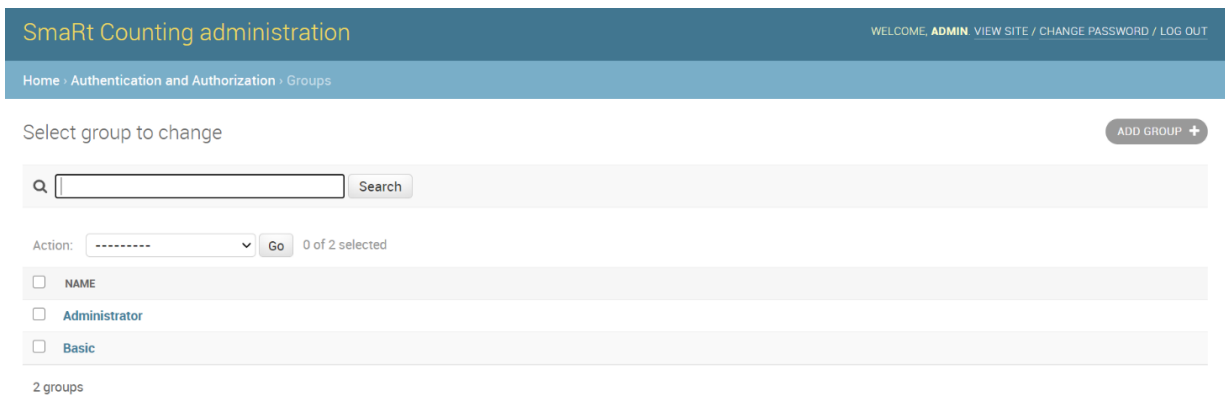 SmaRt Counting administration
WELCOME, ADMIN. VIEW SITE / CHANGE PASSWORD / LOG OUT
Home › Authentication and Authorization › Groups
Select group to change
ADD GROUP +
Search
Action: --------- Go 0 of 2 selected
NAME
Administrator
Basic
2 groups